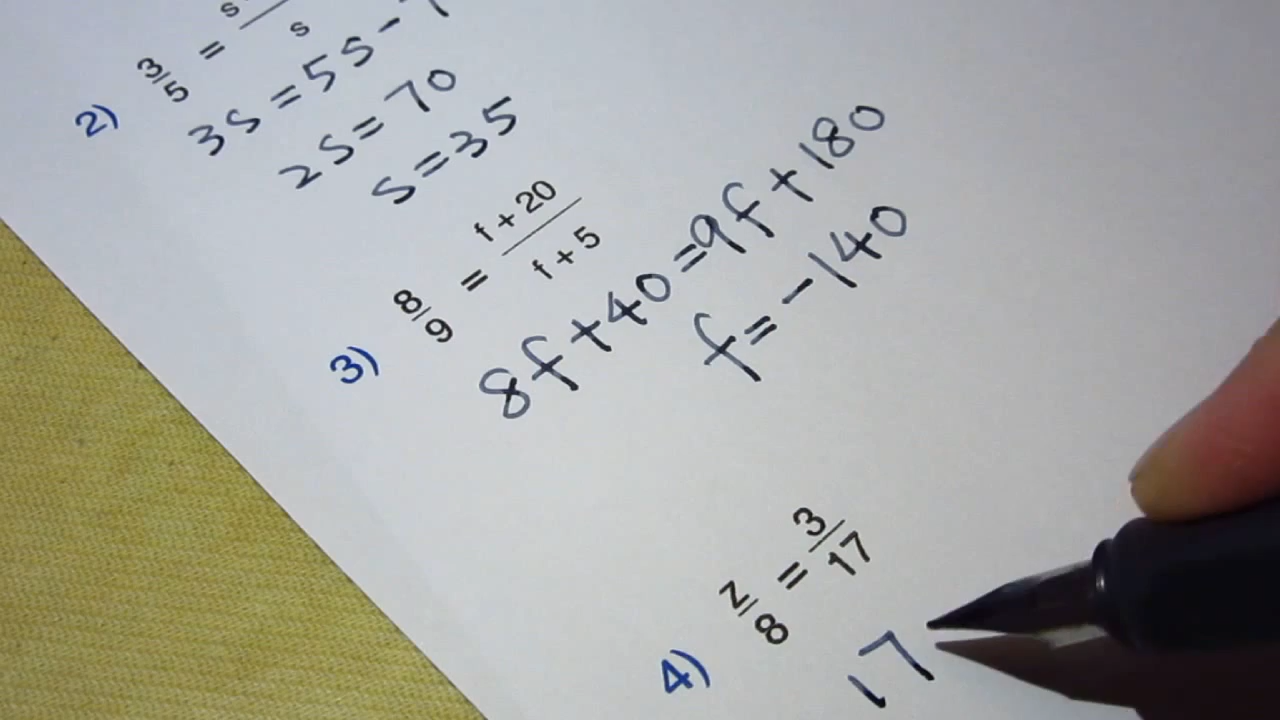 2) 3/5 = s
s
3s = 5s -
2s = 70
s = 35
3) 8/9 = f + 20
f + 5
8f + 40 = 9f + 180
f = -140
4) z/8 = 3/17
17